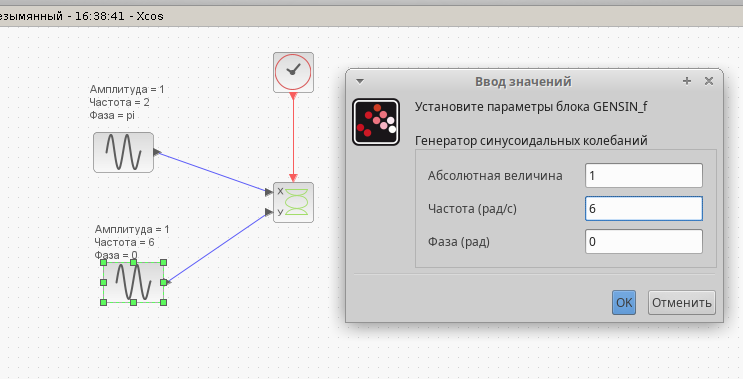 езымянный - 16:38:41 - Xcos
Амплитуда = 1
Частота = 2
Фаза = pi
X
У
Амплитуда = 1
Частота = 6
Фаза = 0
Ввод значений
Установите параметры блока GENSIN_f
Генератор синусоидальных колебаний
Абсолютная величина 1
Частота (рад/с) 6
Фаза (рад) 0
OK Отменить